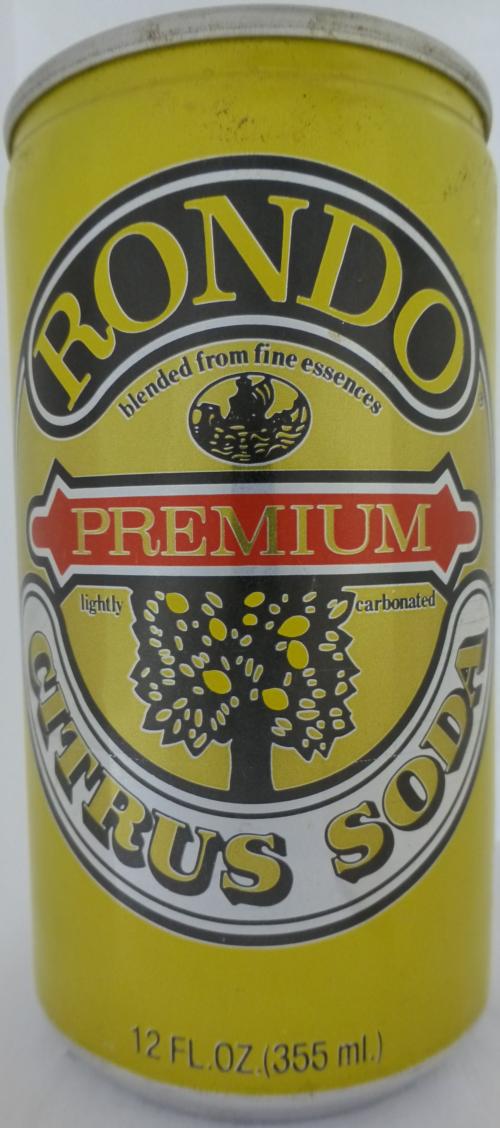 RONDO
blended from fine essences
PREMIUM
lightly carbonated
CITRUS SODA
12 FL.OZ.(355 ml.)